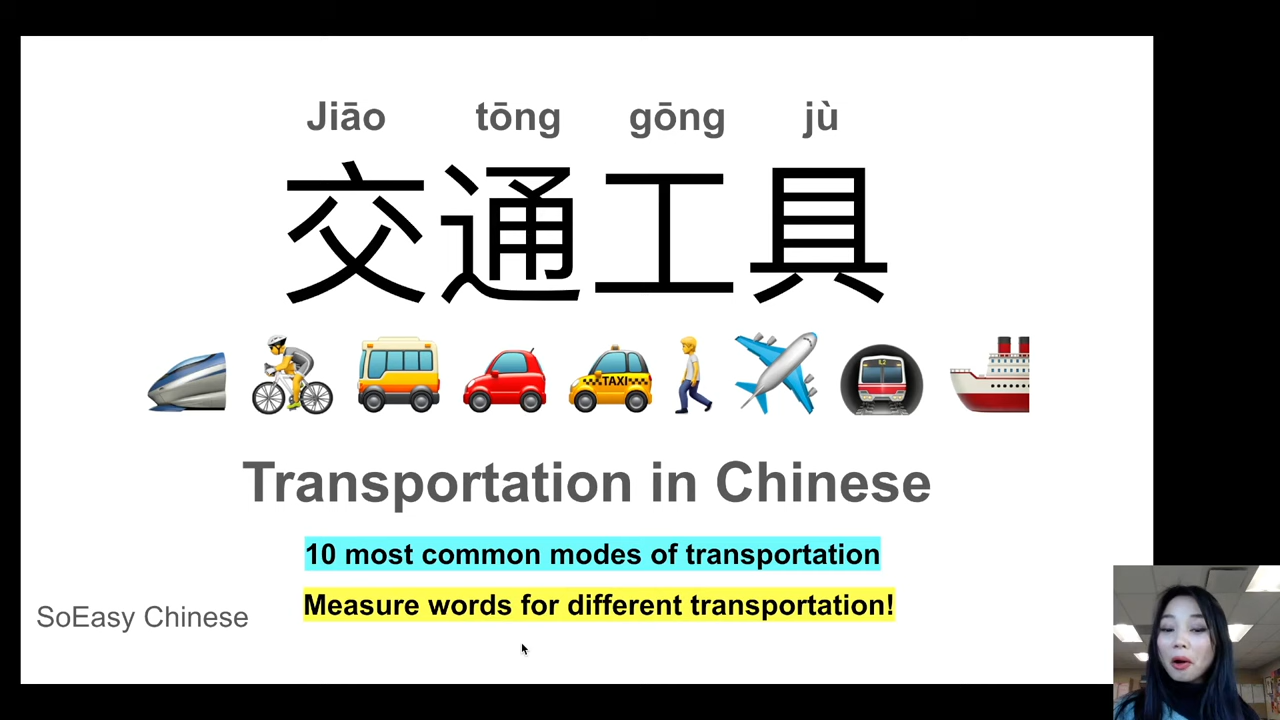 Jiāo tōng gōng jù
交通工具
TAXI
Transportation in Chinese
10 most common modes of transportation
Measure words for different transportation!
SoEasy Chinese